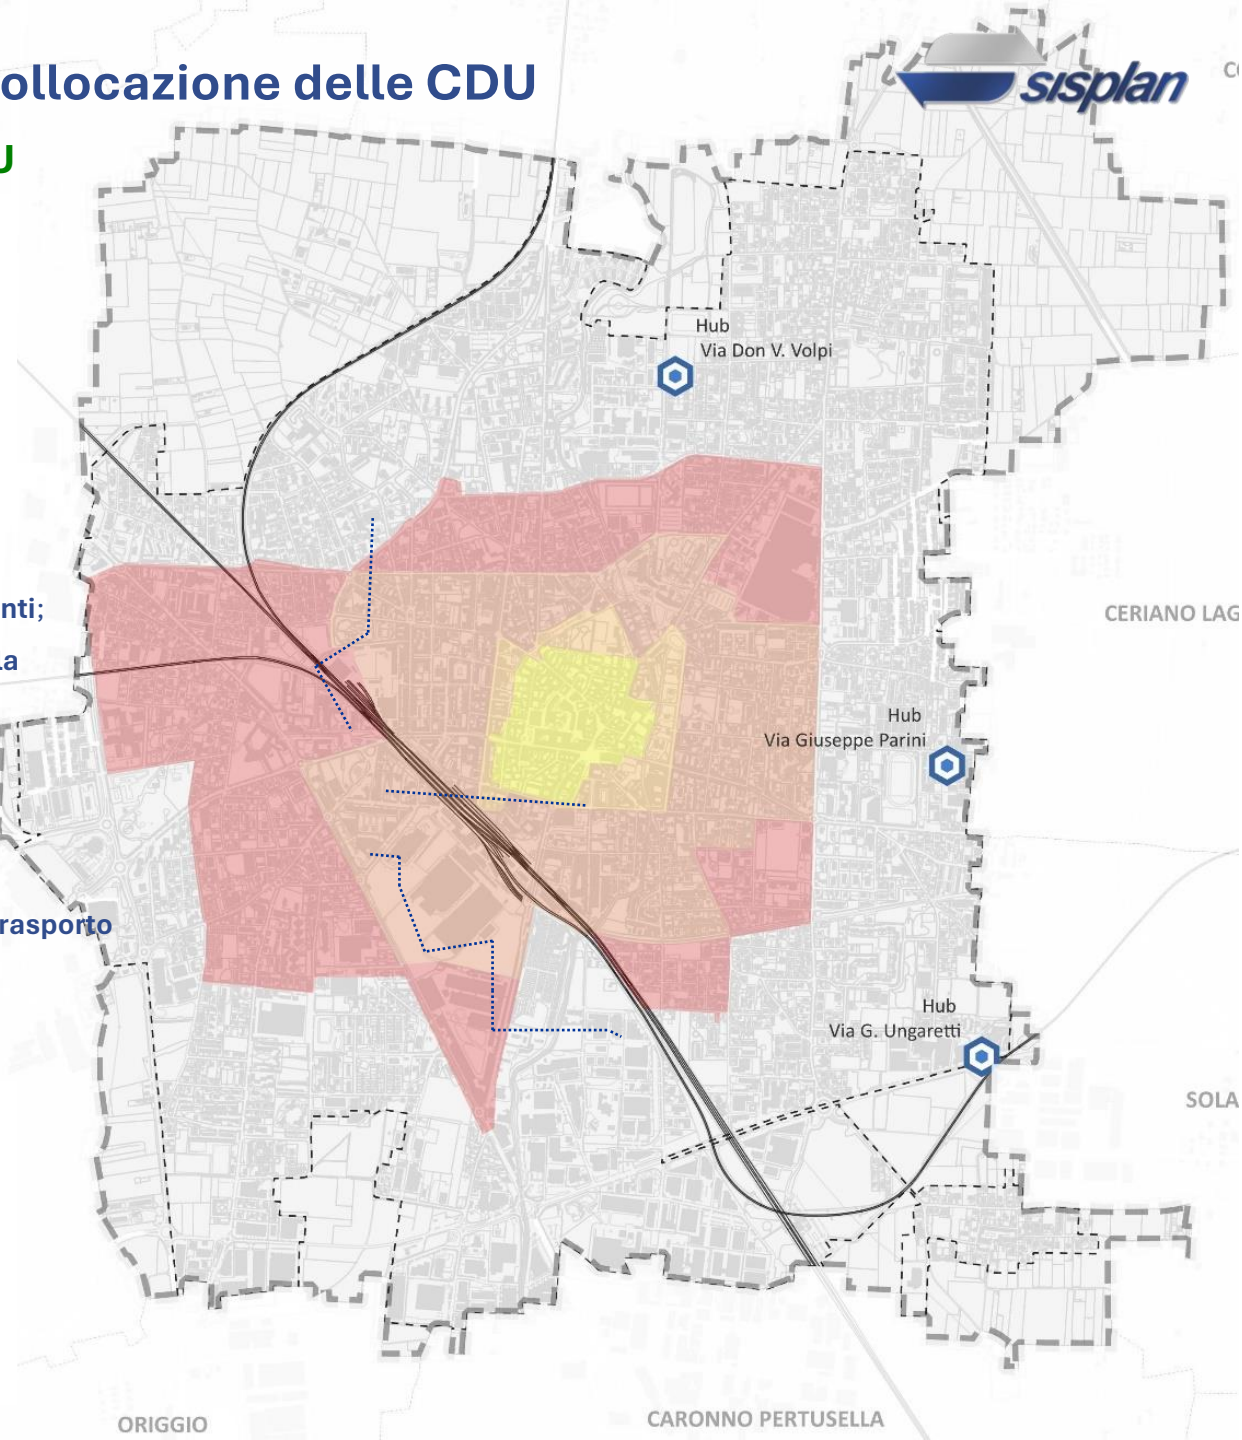 ollocazione delle CDU
sisplan
U
Hub
Via Don V. Volpi
nti;
CERIANO LAG
la
Hub
Via Giuseppe Parini
rasporto
Hub
Via G. Ungaretti
SOLA
CARONNO PERTUSELLA
ORIGGIO